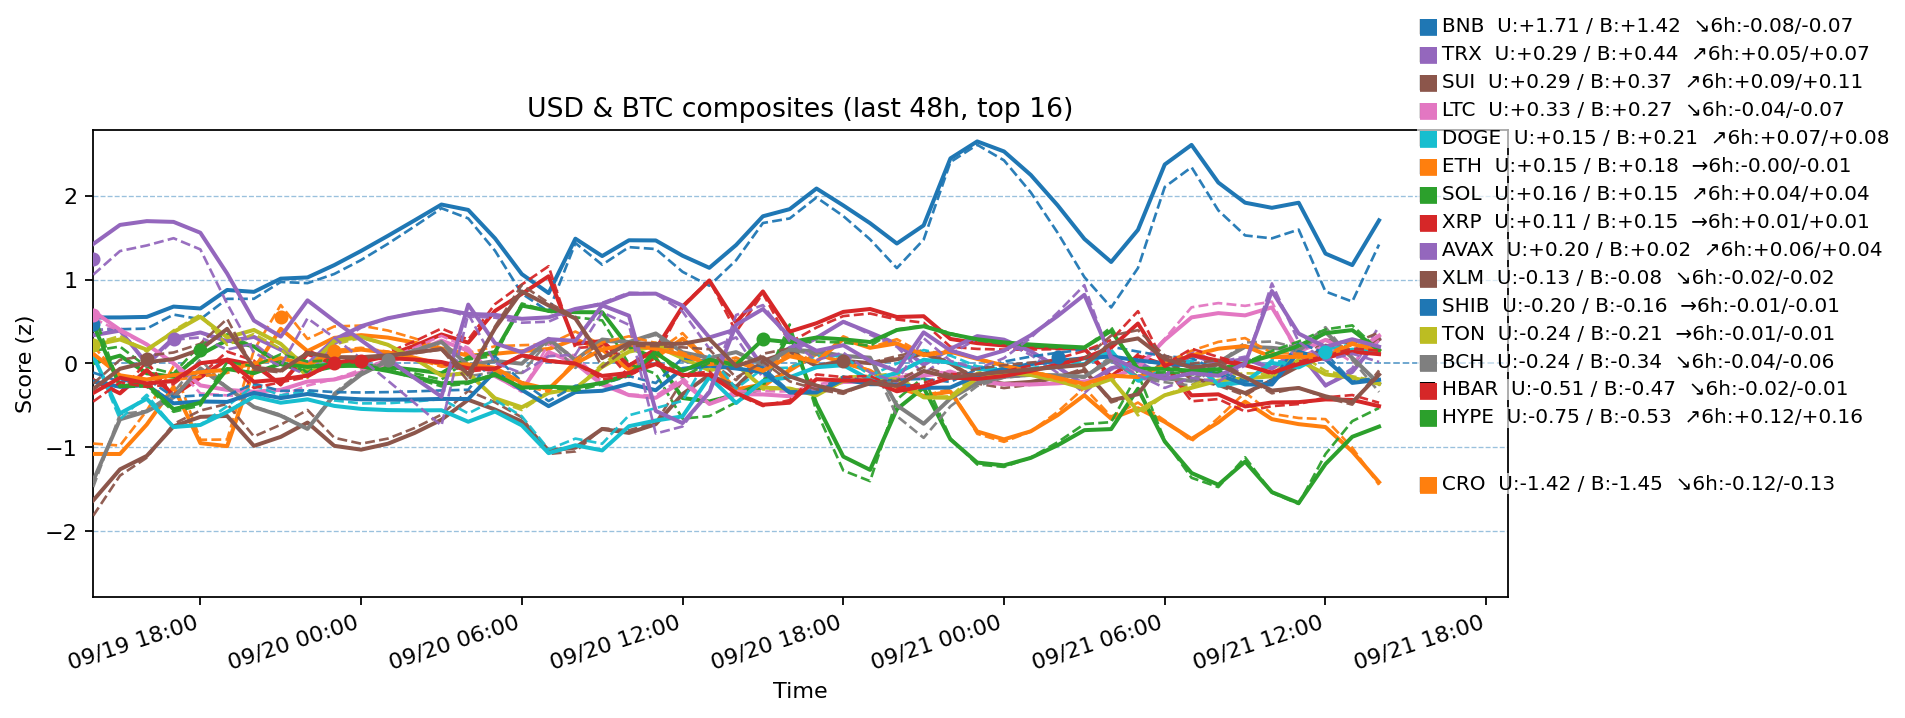 BNB  U:+1.71 / B:+1.42  ↘6h:-0.08/-0.07
TRX  U:+0.29 / B:+0.44  ↗6h:+0.05/+0.07
SUI  U:+0.29 / B:+0.37  ↗6h:+0.09/+0.11
LTC  U:+0.33 / B:+0.27  ↘6h:-0.04/-0.07
USD & BTC composites (last 48h, top 16)
DOGE  U:+0.15 / B:+0.21  ↗6h:+0.07/+0.08
ETH  U:+0.15 / B:+0.18  →6h:-0.00/-0.01
SOL  U:+0.16 / B:+0.15  ↗6h:+0.04/+0.04
XRP  U:+0.11 / B:+0.15  →6h:+0.01/+0.01
AVAX  U:+0.20 / B:+0.02  ↗6h:+0.06/+0.04
XLM  U:-0.13 / B:-0.08  ↘6h:-0.02/-0.02
SHIB  U:-0.20 / B:-0.16  →6h:-0.01/-0.01
TON  U:-0.24 / B:-0.21  →6h:-0.01/-0.01
BCH  U:-0.24 / B:-0.34  ↘6h:-0.04/-0.06
HBAR  U:-0.51 / B:-0.47  ↘6h:-0.02/-0.01
HYPE  U:-0.75 / B:-0.53  ↗6h:+0.12/+0.16
CRO  U:-1.42 / B:-1.45  ↘6h:-0.12/-0.13
Score (z)
2
1
0
−1
−2
09/19 18:00
09/20 00:00
09/20 06:00
09/20 12:00
09/20 18:00
09/21 00:00
09/21 06:00
09/21 12:00
09/21 18:00
Time